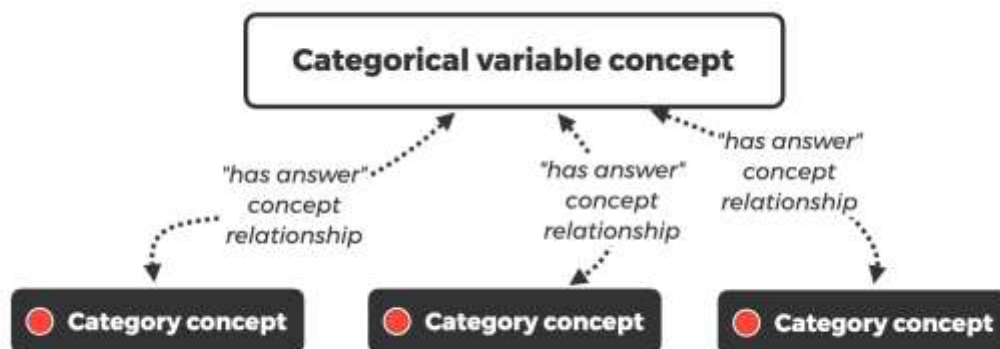 Categorical variable concept
"has answer"
concept
relationship
"has answer"
concept
relationship
"has answer"
concept
relationship
Category concept
Category concept
Category concept